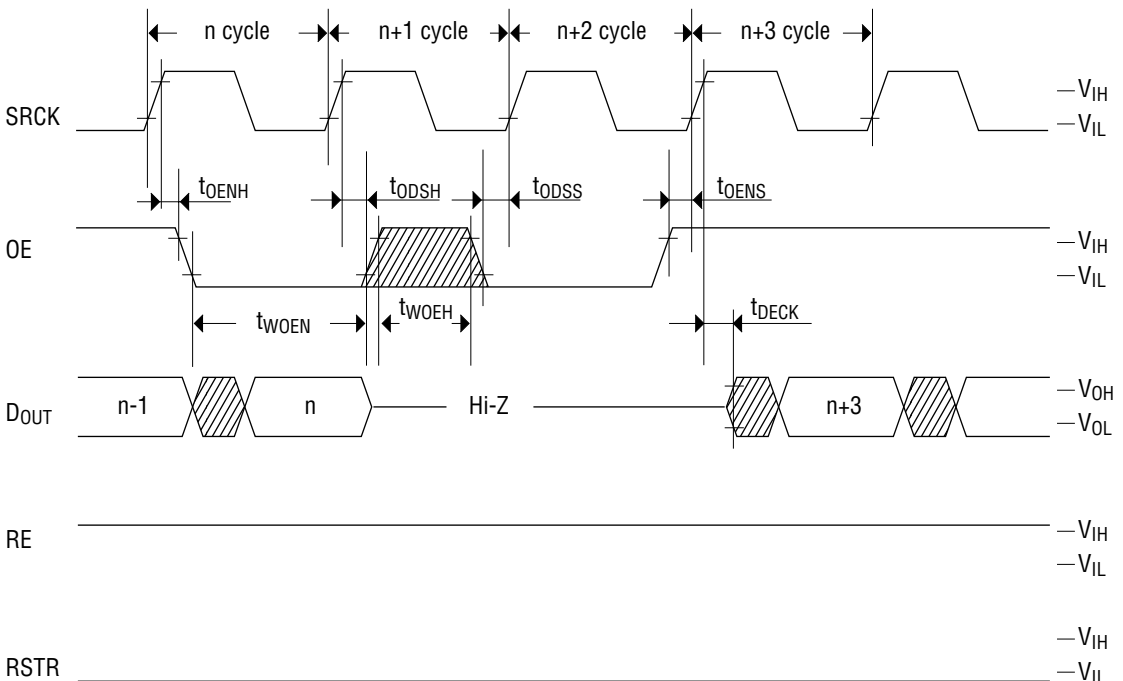 n cycle n+1 cycle n+2 cycle n+3 cycle
SRCK
VIH
VIL
tOENH tODSH tODSS tOENS
OE
VIH
VIL
tWOEN tWOEH tDECK
DOUT n-1 n Hi-Z n+3
VOH
VOL
RE
VIH
VIL
RSTR
VIH
VIL